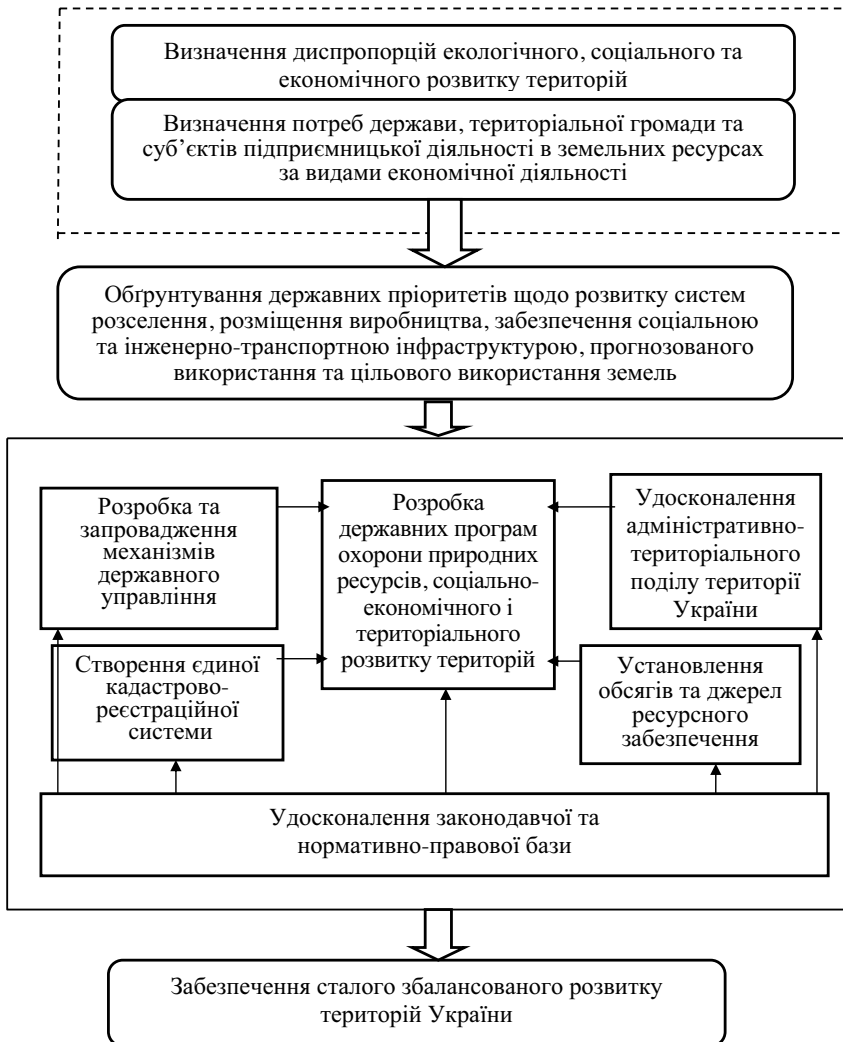 Визначення диспропорцій екологічного, соціального та
економічного розвитку територій
Визначення потреб держави, територіальної громади та
суб’єктів підприємницької діяльності в земельних ресурсах
за видами економічної діяльності
Обґрунтування державних пріоритетів щодо розвитку систем
розселення, розміщення виробництва, забезпечення соціальною
та інженерно-транспортною інфраструктурою, прогнозованого
використання та цільового використання земель
Розробка та
запровадження
механізмів
державного
управління
Розробка
державних програм
охорони природних
ресурсів, соціально-
економічного і
територіального
розвитку територій
Удосконалення
адміністративно-
територіального
поділу території
України
Створення єдиної
кадастрово-
реєстраційної
системи
Установлення
обсягів та джерел
ресурсного
забезпечення
Удосконалення законодавчої та
нормативно-правової бази
Забезпечення сталого збалансованого розвитку
територій України